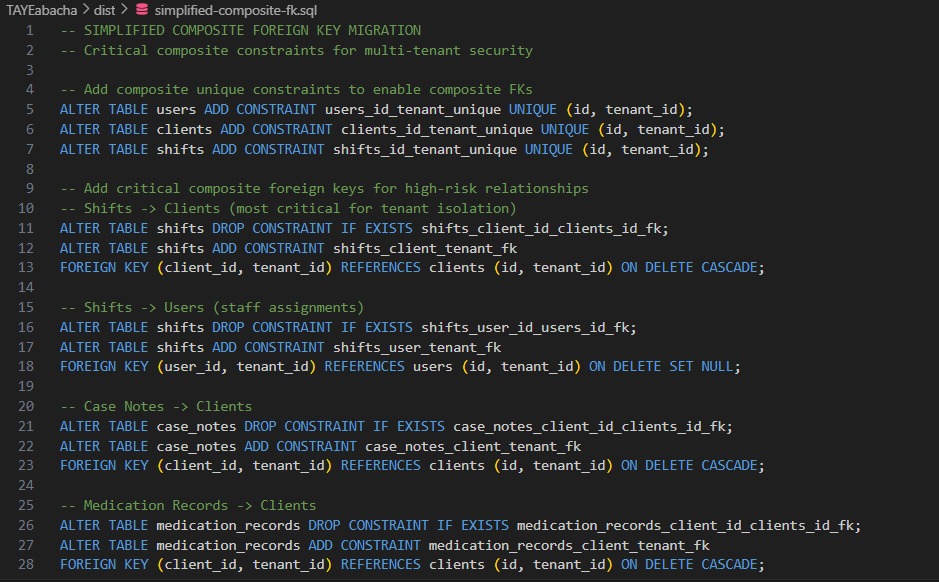 TAYEabacha > dist > simplified-composite-fk.sql
1 -- SIMPLIFIED COMPOSITE FOREIGN KEY MIGRATION
2 -- Critical composite constraints for multi-tenant security
3
4 -- Add composite unique constraints to enable composite FKs
5 ALTER TABLE users ADD CONSTRAINT users_id_tenant_unique UNIQUE (id, tenant_id);
6 ALTER TABLE clients ADD CONSTRAINT clients_id_tenant_unique UNIQUE (id, tenant_id);
7 ALTER TABLE shifts ADD CONSTRAINT shifts_id_tenant_unique UNIQUE (id, tenant_id);
8
9 -- Add critical composite foreign keys for high-risk relationships
10 -- Shifts -> Clients (most critical for tenant isolation)
11 ALTER TABLE shifts DROP CONSTRAINT IF EXISTS shifts_client_id_clients_id_fk;
12 ALTER TABLE shifts ADD CONSTRAINT shifts_client_tenant_fk
13 FOREIGN KEY (client_id, tenant_id) REFERENCES clients (id, tenant_id) ON DELETE CASCADE;
14
15 -- Shifts -> Users (staff assignments)
16 ALTER TABLE shifts DROP CONSTRAINT IF EXISTS shifts_user_id_users_id_fk;
17 ALTER TABLE shifts ADD CONSTRAINT shifts_user_tenant_fk
18 FOREIGN KEY (user_id, tenant_id) REFERENCES users (id, tenant_id) ON DELETE SET NULL;
19
20 -- Case Notes -> Clients
21 ALTER TABLE case_notes DROP CONSTRAINT IF EXISTS case_notes_client_id_clients_id_fk;
22 ALTER TABLE case_notes ADD CONSTRAINT case_notes_client_tenant_fk
23 FOREIGN KEY (client_id, tenant_id) REFERENCES clients (id, tenant_id) ON DELETE CASCADE;
24
25 -- Medication Records -> Clients
26 ALTER TABLE medication_records DROP CONSTRAINT IF EXISTS medication_records_client_id_clients_id_fk;
27 ALTER TABLE medication_records ADD CONSTRAINT medication_records_client_tenant_fk
28 FOREIGN KEY (client_id, tenant_id) REFERENCES clients (id, tenant_id) ON DELETE CASCADE;